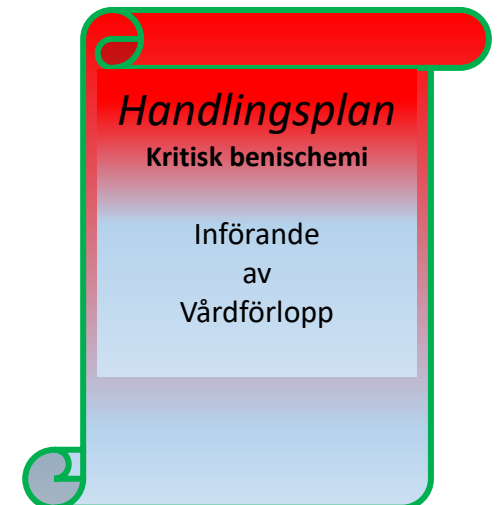 Handlingsplan
Kritisk benischemi
Införande
av
Vårdförlopp